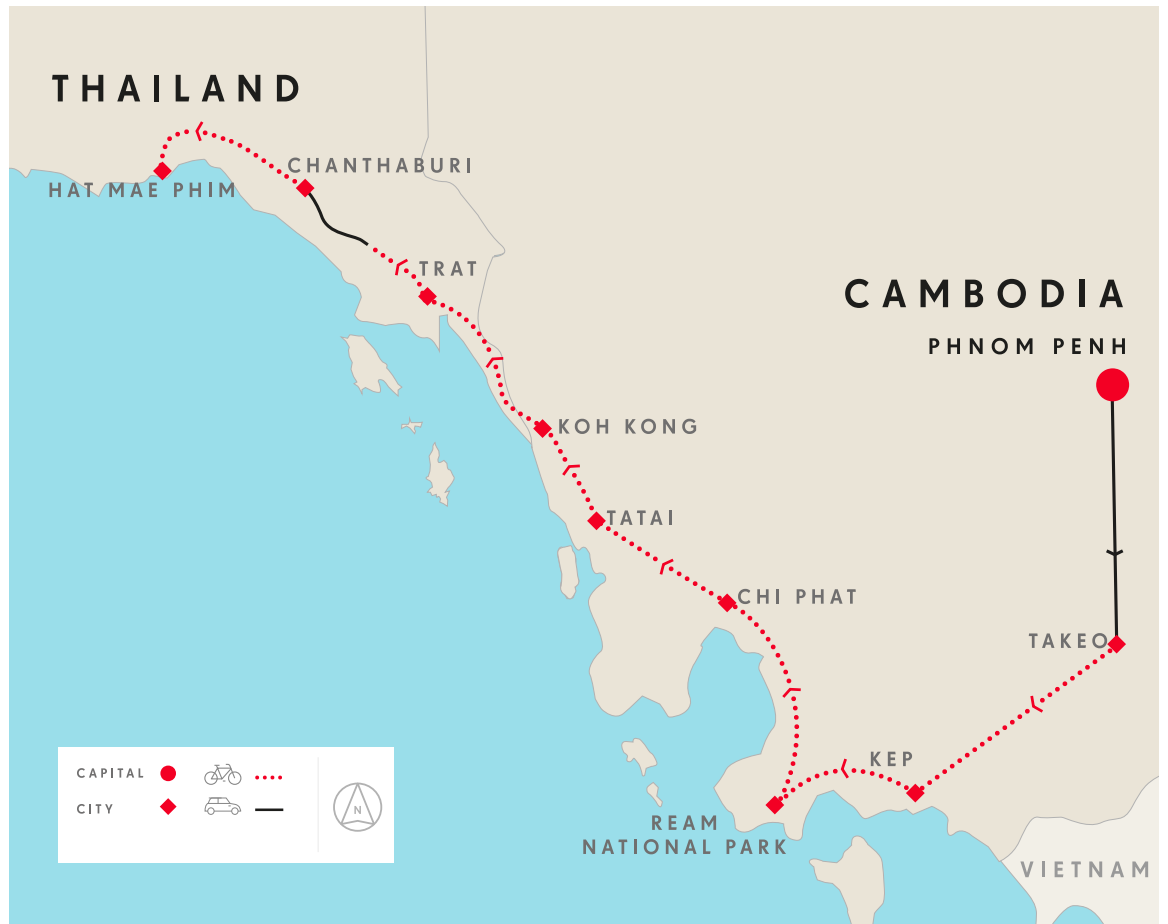 THAILAND
CHANTHABURI
HAT MAE PHIM
TRAT
CAMBODIA
PHNOM PENH
KOH KONG
TATAI
CHI PHAT
TAKEO
KEP
REAM
NATIONAL PARK
VIETNAM
CAPITAL
CITY
N